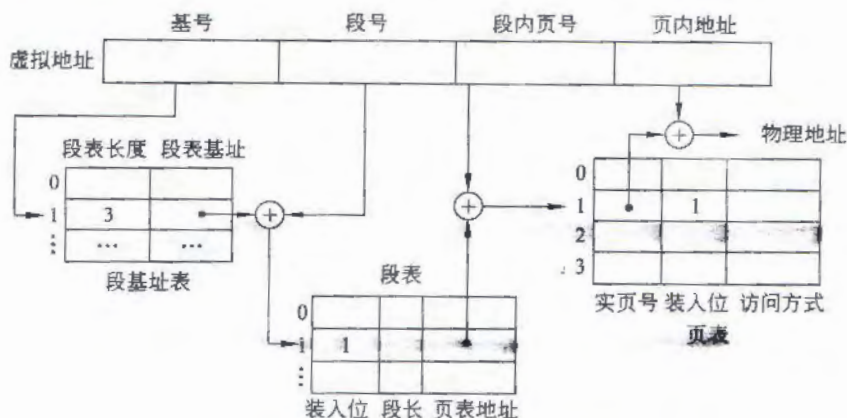 基号 段号 段内页号 页内地址
虚拟地址
物理地址
段表长度 段表基址
0
1 3
⋮ … …
段基址表
段表
0
1 1
⋮
装入位 段长 页表地址
0
1 1
2
3
实页号 装入位 访问方式
页表